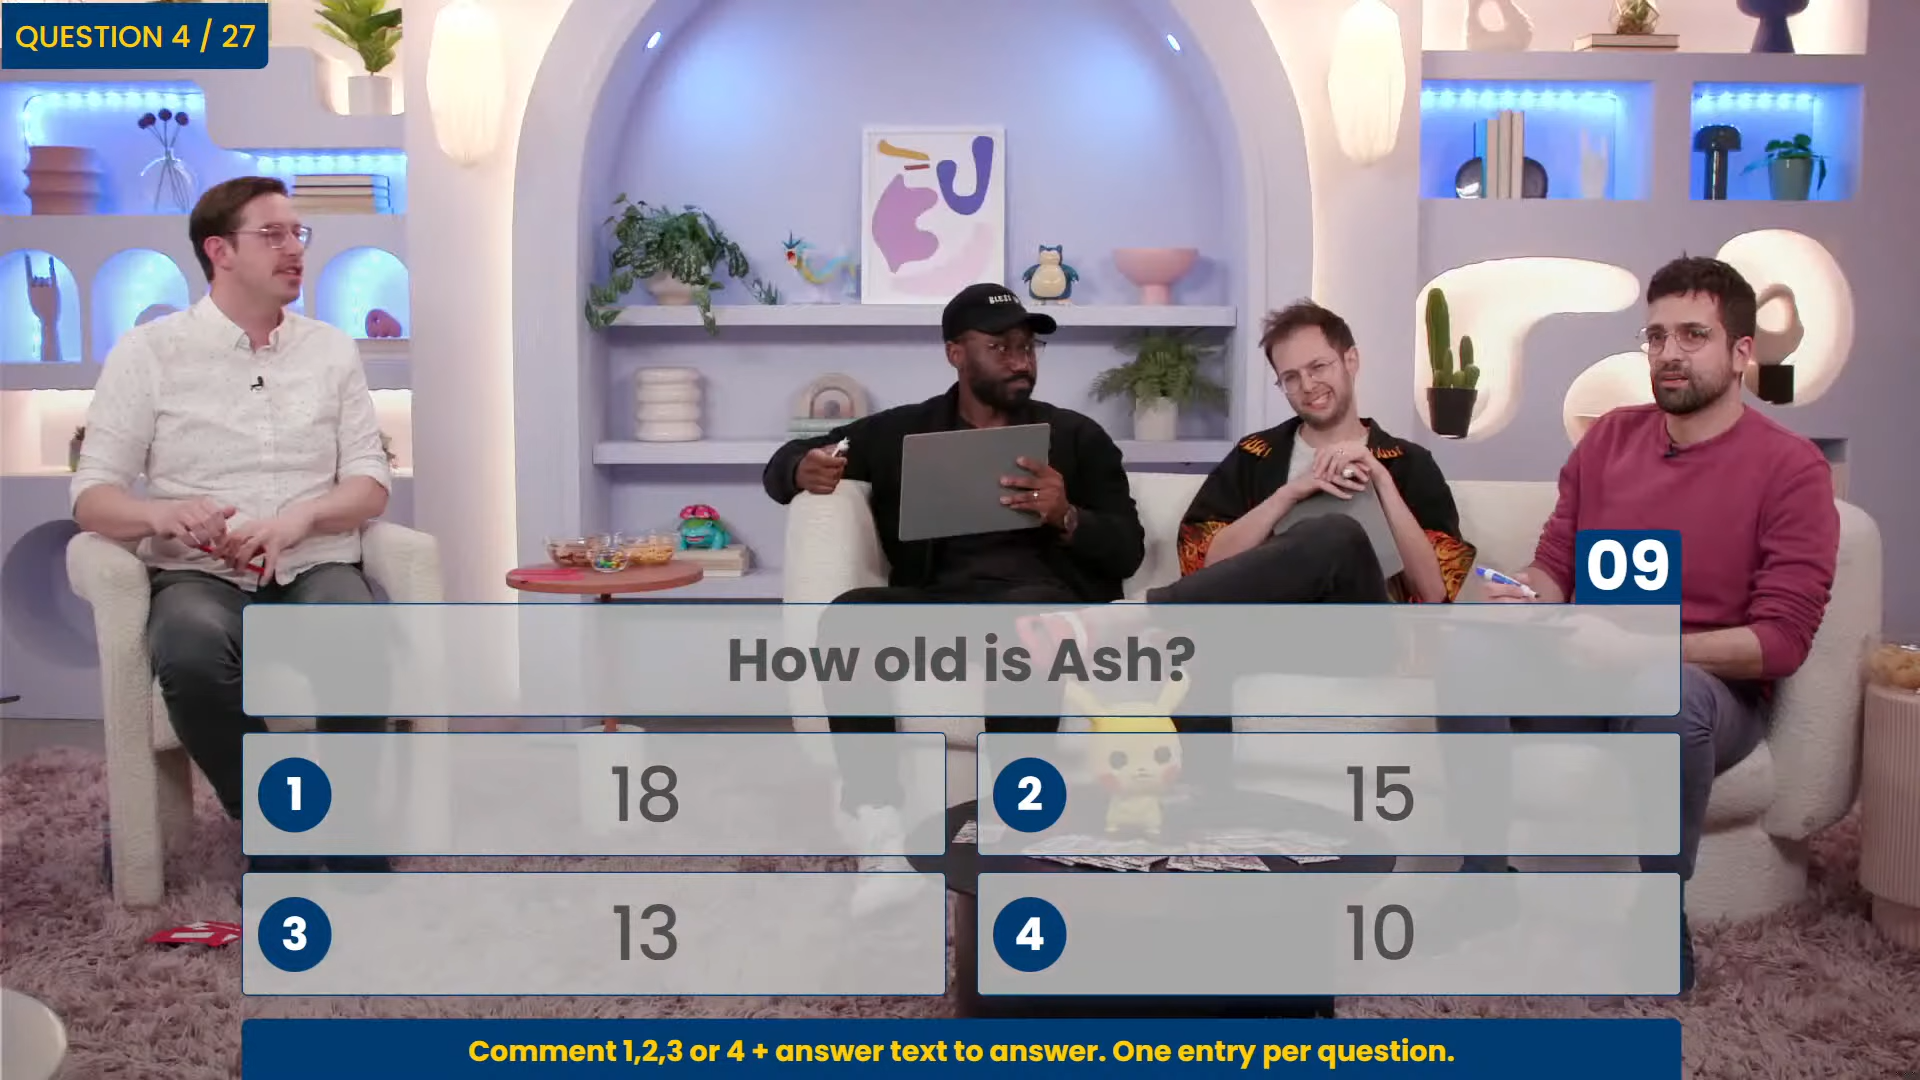 QUESTION 4 / 27
09
How old is Ash?
1 18
2 15
3 13
4 10
Comment 1,2,3 or 4 + answer text to answer. One entry per question.